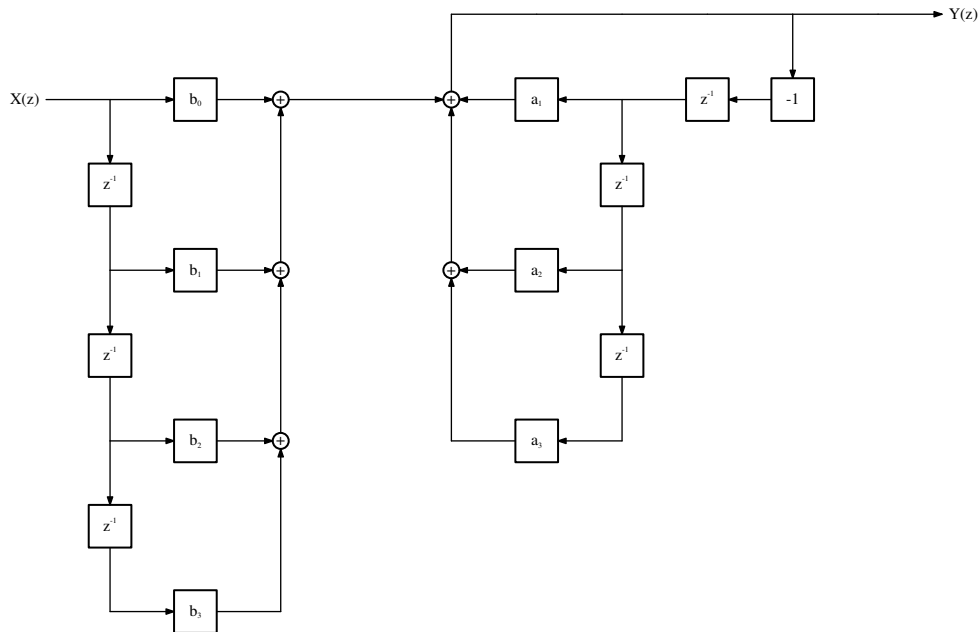 Y(z)
X(z) b₀ + + a₁ z⁻¹ -1
z⁻¹ z⁻¹
b₁ + + a₂
z⁻¹ z⁻¹
b₂ + a₃
z⁻¹
b₃